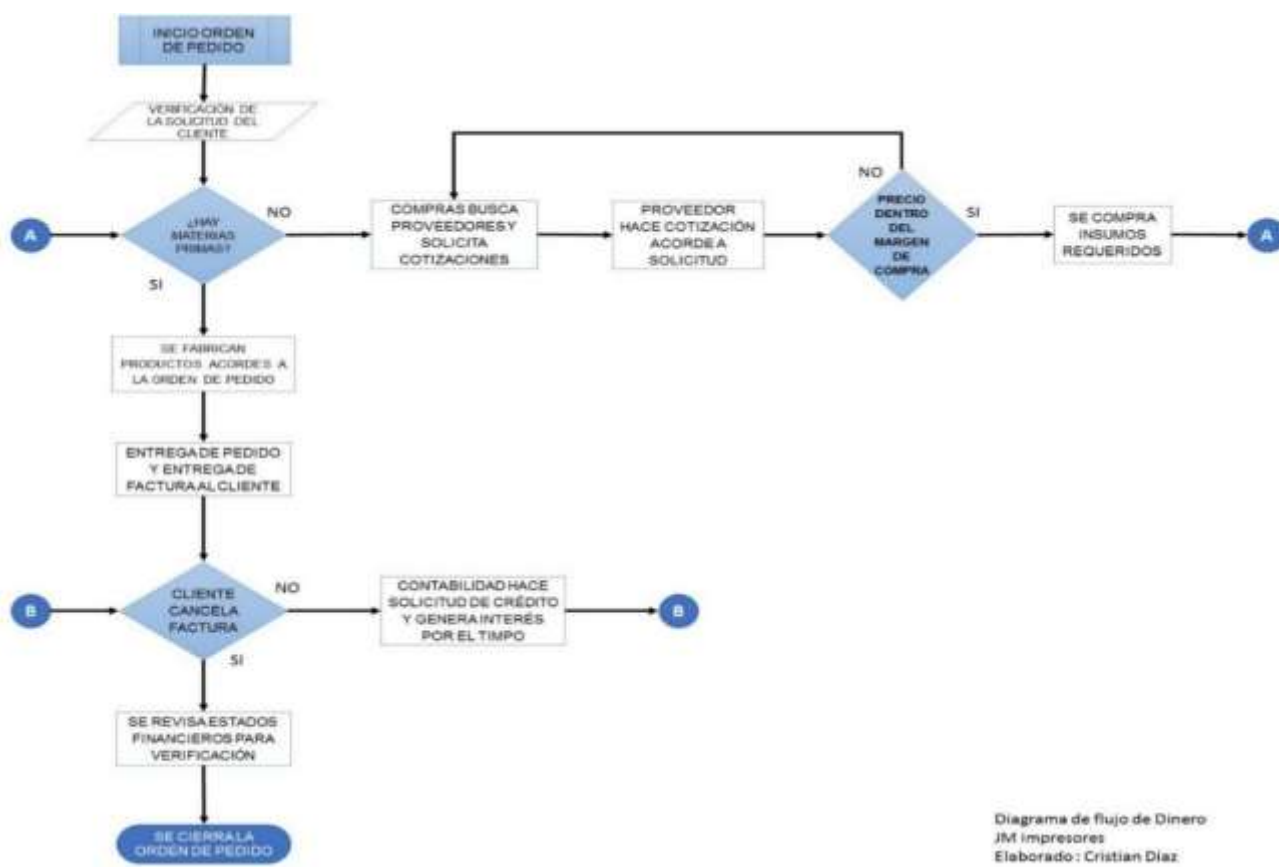 INICIO ORDEN
DE PEDIDO
VERIFICACIÓN DE
LA SOLICITUD DEL
CLIENTE
A
¿HAY
MATERIAS
PRIMAS?
NO
SI
COMPRAS BUSCA
PROVEEDORES Y
SOLICITA
COTIZACIONES
PROVEEDOR
HACE COTIZACIÓN
ACORDE A
SOLICITUD
NO
PRECIO
DENTRO
DEL
MARGEN
DE
COMPRA
SI
SE COMPRA
INSUMOS
REQUERIDOS
A
SE FABRICAN
PRODUCTOS ACORDES A
LA ORDEN DE PEDIDO
ENTREGA DE PEDIDO
Y ENTREGA DE
FACTURA AL CLIENTE
B
CLIENTE
CANCELA
FACTURA
NO
SI
CONTABILIDAD HACE
SOLICITUD DE CRÉDITO
Y GENERA INTERÉS
POR EL TIMPO
B
SE REVISA ESTADOS
FINANCIEROS PARA
VERIFICACIÓN
SE CIERRA LA
ORDEN DE PEDIDO
Diagrama de flujo de Dinero
JM Impresores
Elaborado : Cristian Diaz